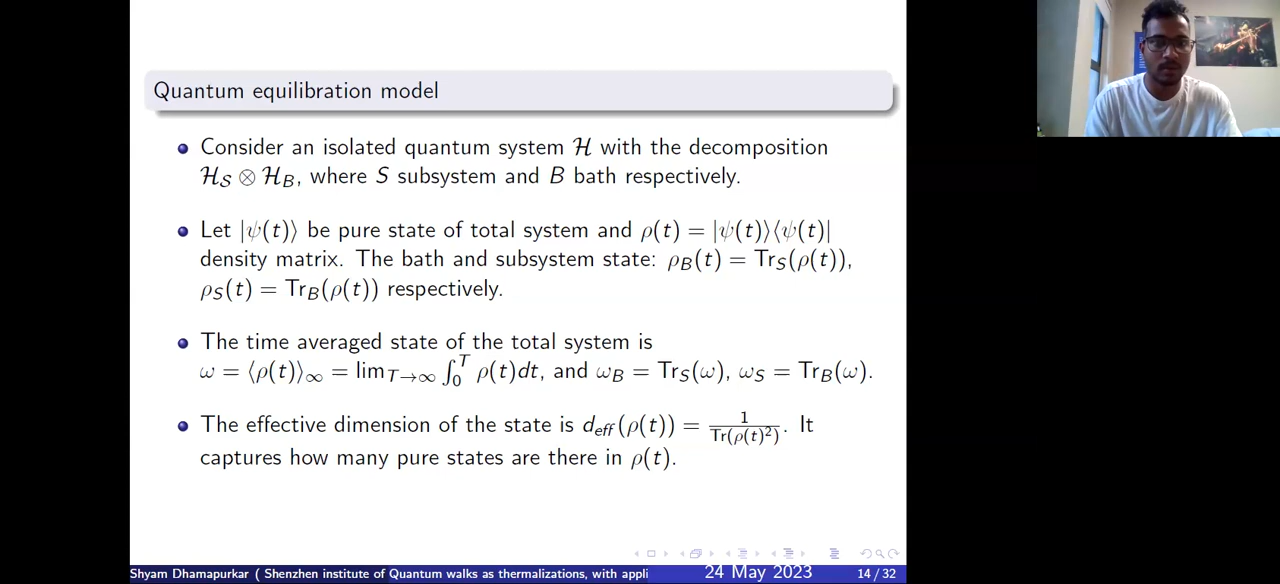 Quantum equilibration model
Consider an isolated quantum system ℋ with the decomposition
ℋ_S ⊗ ℋ_B, where S subsystem and B bath respectively.
Let |ψ(t)⟩ be pure state of total system and ρ(t) = |ψ(t)⟩⟨ψ(t)|
density matrix. The bath and subsystem state: ρ_B(t) = Tr_S(ρ(t)),
ρ_S(t) = Tr_B(ρ(t)) respectively.
The time averaged state of the total system is
ω = ⟨ρ(t)⟩_∞ = lim_{T→∞} ∫_0^T ρ(t)dt, and ω_B = Tr_S(ω), ω_S = Tr_B(ω).
The effective dimension of the state is d_{eff}(ρ(t)) = 1/Tr(ρ(t)²). It
captures how many pure states are there in ρ(t).
Shyam Dhamapurkar ( Shenzhen institute of Quantum walks as thermalizations, with appli 24 May 2023 14 / 32